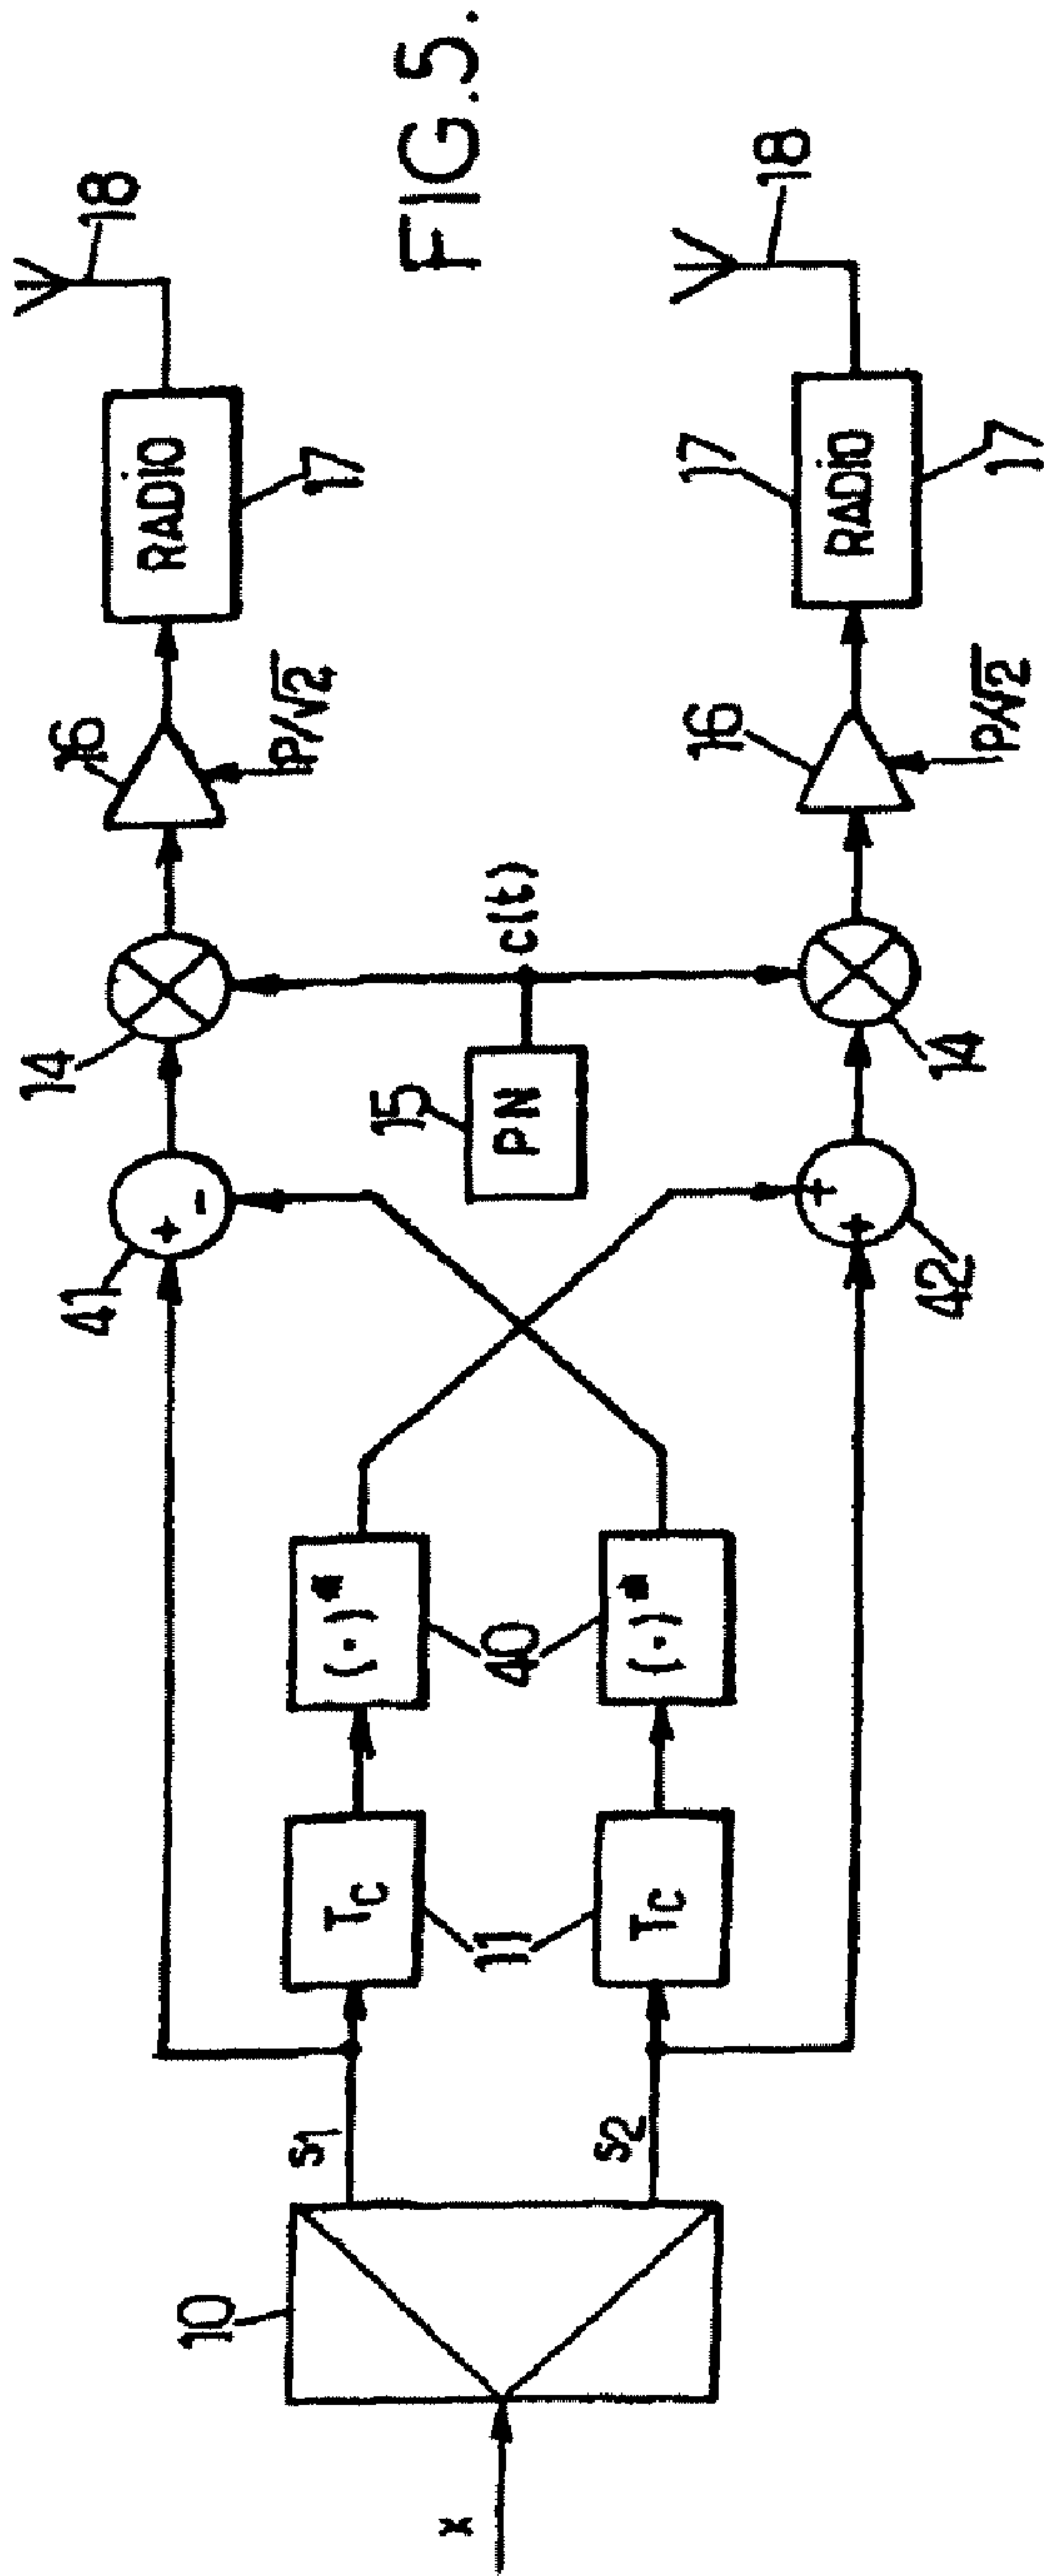 FIG.5.
x
10
s1
s2
Tc
Tc
11
(·)*
(·)*
40
41
+
-
+
+
42
14
14
15
PN
c(t)
16
P/√2
16
P/√2
RADIO
17
17
RADIO
17
18
18